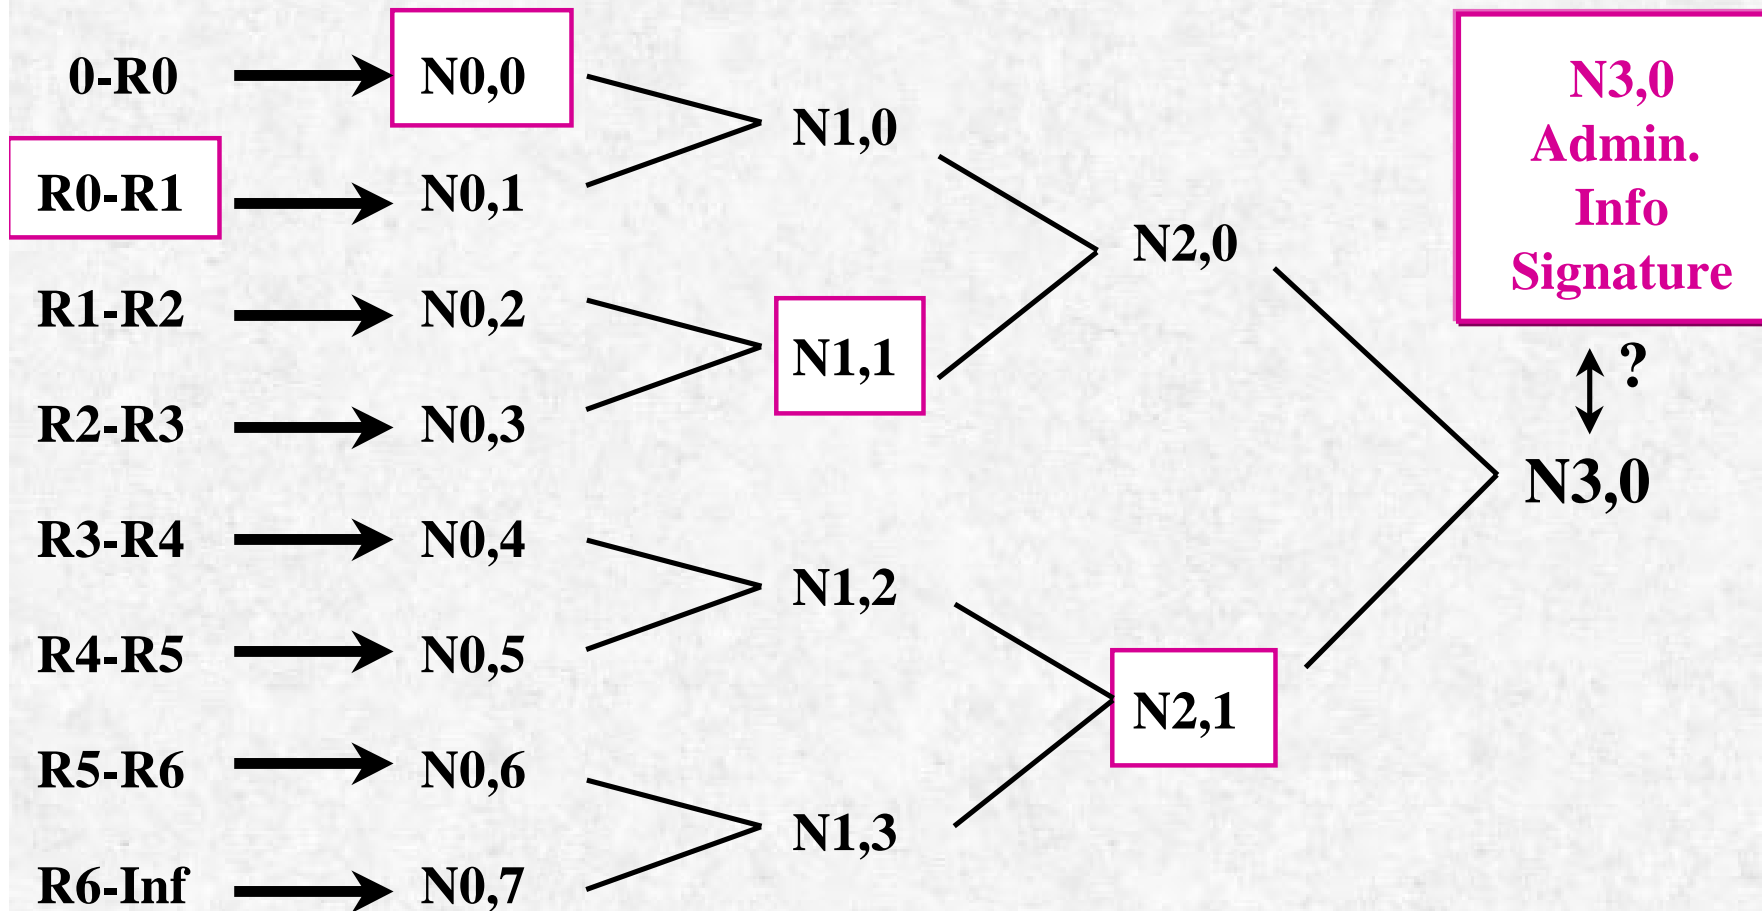 0-R0
N0,0
N1,0
N3,0
Admin.
Info
Signature
R0-R1
N0,1
N2,0
R1-R2
N0,2
N1,1
?
R2-R3
N0,3
N3,0
R3-R4
N0,4
N1,2
R4-R5
N0,5
N2,1
R5-R6
N0,6
N1,3
R6-Inf
N0,7